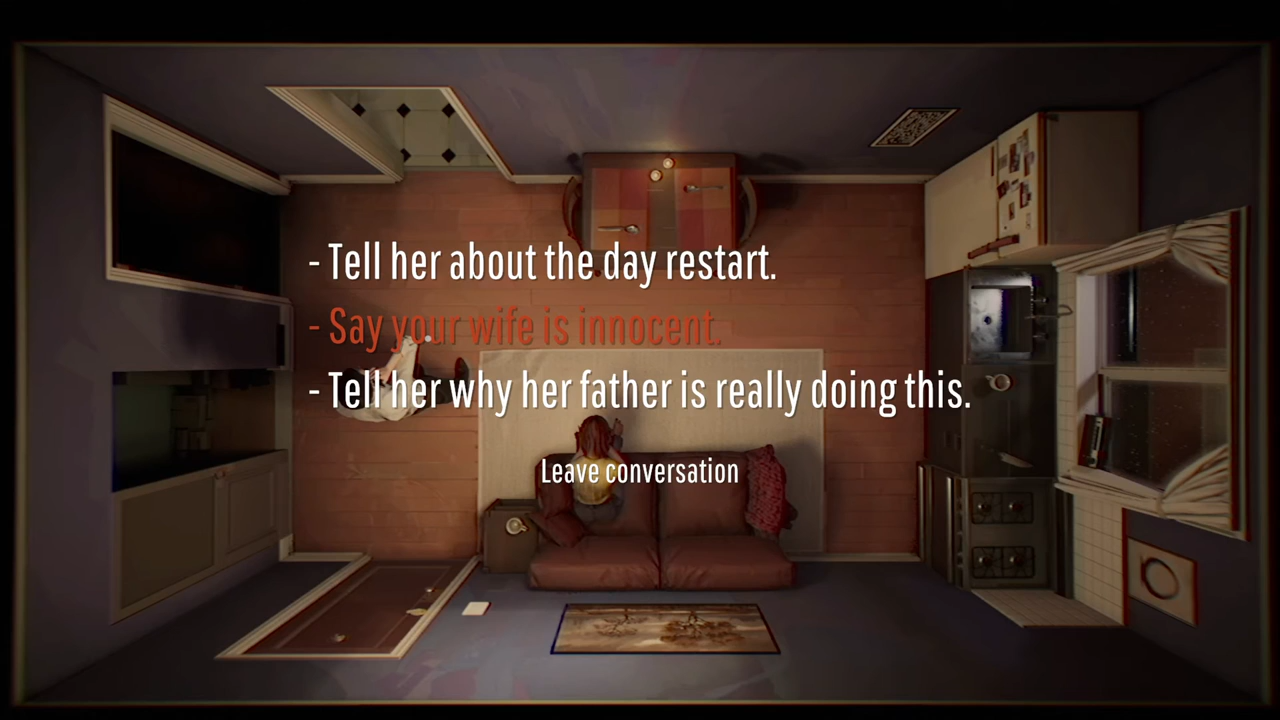 - Tell her about the day restart.
- Say your wife is innocent.
- Tell her why her father is really doing this.
Leave conversation